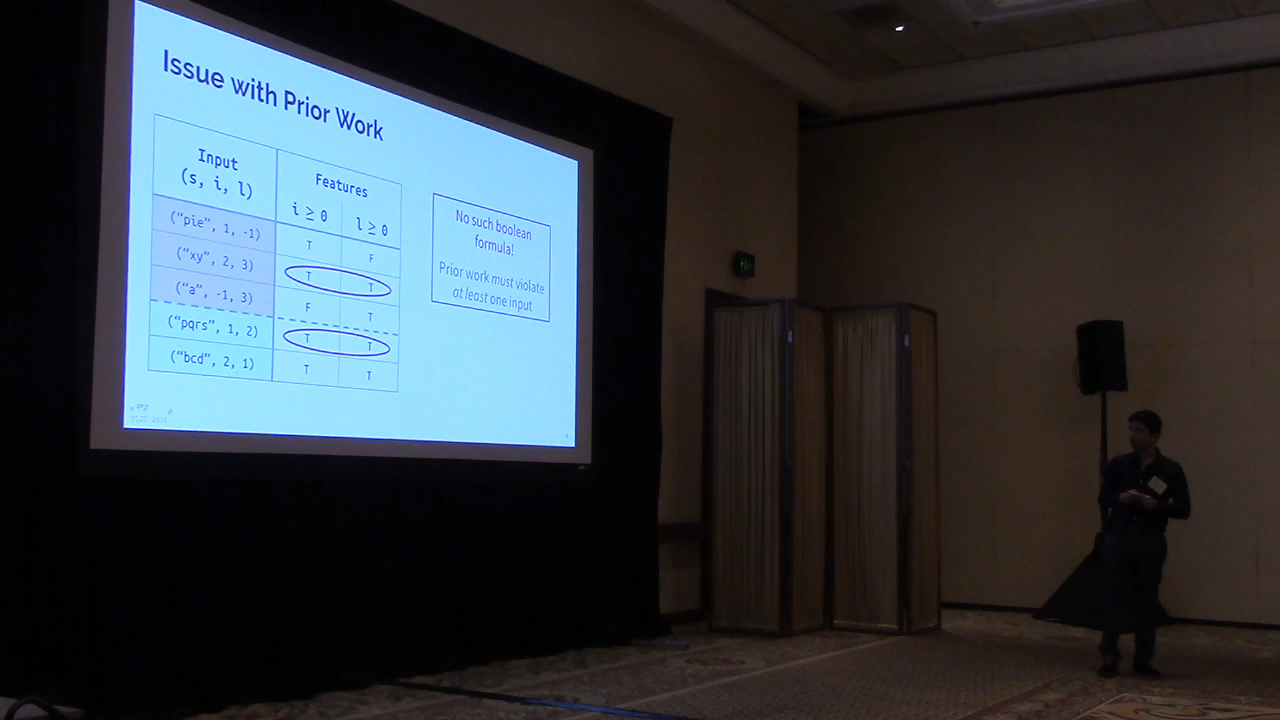 Issue with Prior Work
Input
(s, i, l)
Features
i ≥ 0
l ≥ 0
("pie", 1, -1)
T
F
("xy", 2, 3)
T
T
("a", -1, 3)
F
T
("pqrs", 1, 2)
T
T
("bcd", 2, 1)
T
T
No such boolean
formula!
Prior work must violate
at least one input